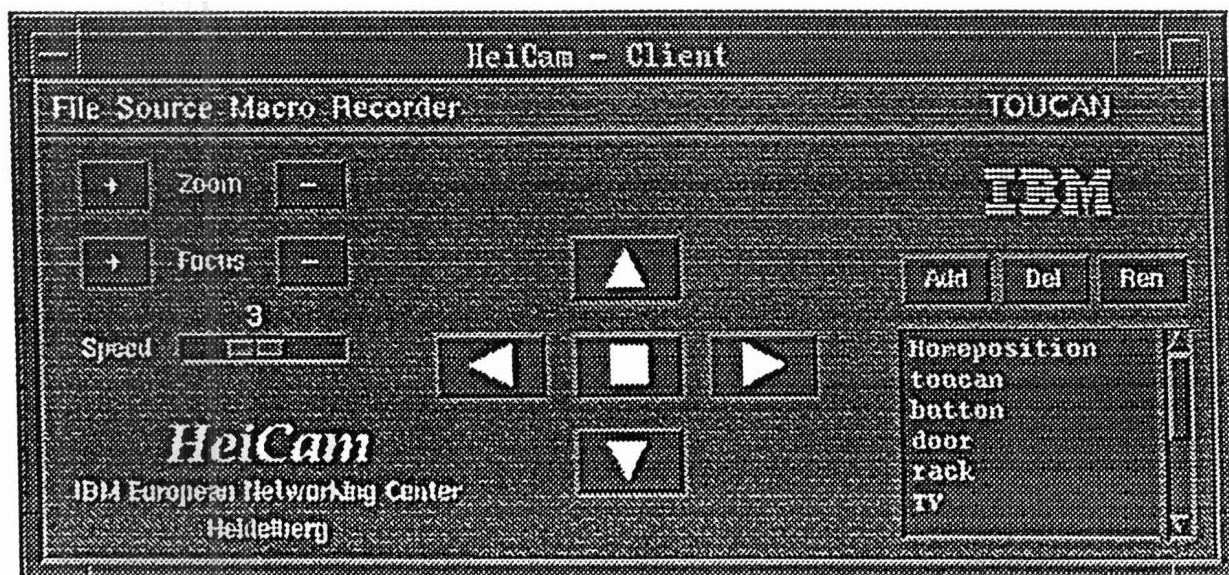 HeiCam - Client
File Source Macro Recorder TOUCAN
+ Zoom -
IBM
+ Focus -
Add Del Ren
3
Speed
Homeposition
toucan
button
door
rack
TV
HeiCam
IBM European Networking Center
Heidelberg